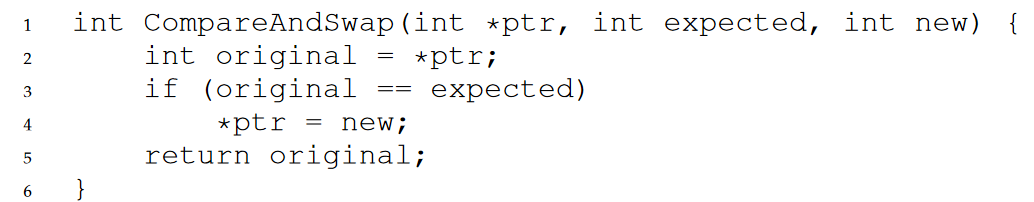 1 int CompareAndSwap(int *ptr, int expected, int new) {
2     int original = *ptr;
3     if (original == expected)
4         *ptr = new;
5     return original;
6 }